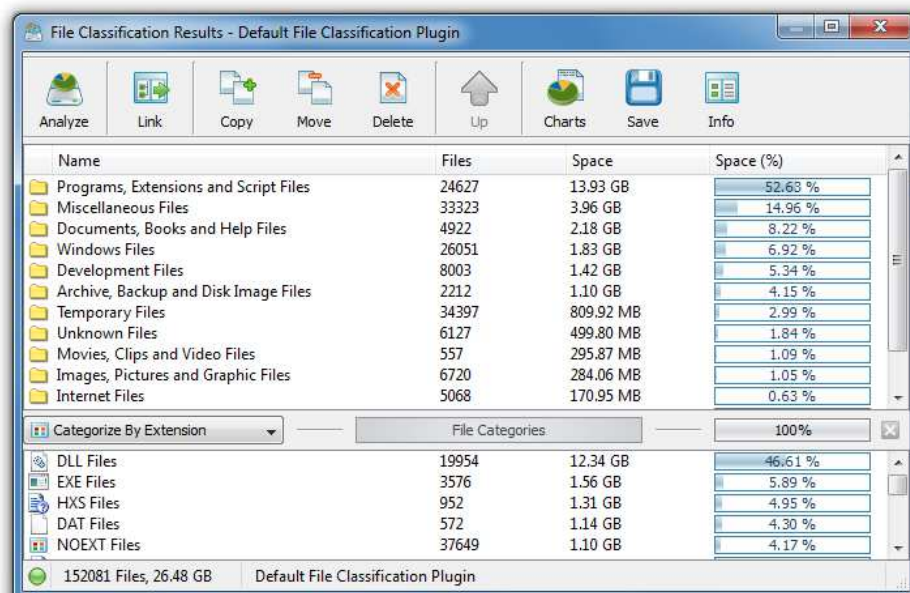 File Classification Results - Default File Classification Plugin
Analyze Link Copy Move Delete Up Charts Save Info
Name Files Space Space (%)
Programs, Extensions and Script Files 24627 13.93 GB 52.63 %
Miscellaneous Files 33323 3.96 GB 14.96 %
Documents, Books and Help Files 4922 2.18 GB 8.22 %
Windows Files 26051 1.83 GB 6.92 %
Development Files 8003 1.42 GB 5.34 %
Archive, Backup and Disk Image Files 2212 1.10 GB 4.15 %
Temporary Files 34397 809.92 MB 2.99 %
Unknown Files 6127 499.80 MB 1.84 %
Movies, Clips and Video Files 557 295.87 MB 1.09 %
Images, Pictures and Graphic Files 6720 284.06 MB 1.05 %
Internet Files 5068 170.95 MB 0.63 %
Categorize By Extension File Categories 100%
DLL Files 19954 12.34 GB 46.61 %
EXE Files 3576 1.56 GB 5.89 %
HXS Files 952 1.31 GB 4.95 %
DAT Files 572 1.14 GB 4.30 %
NOEXT Files 37649 1.10 GB 4.17 %
152081 Files, 26.48 GB Default File Classification Plugin